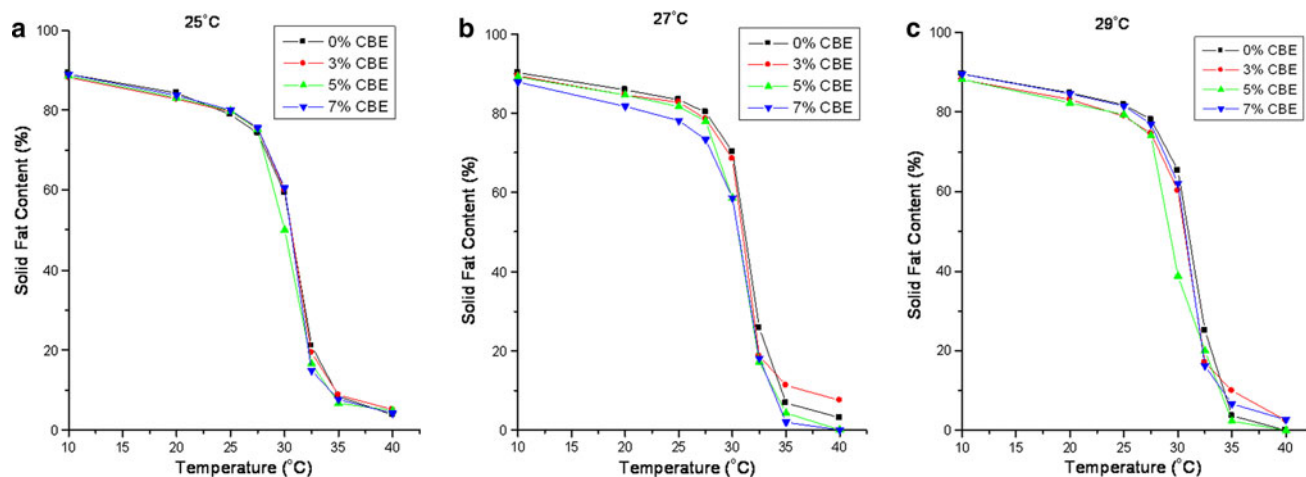 a
25°C
0% CBE
3% CBE
5% CBE
7% CBE
Solid Fat Content (%)
100
80
60
40
20
0
10 15 20 25 30 35 40
Temperature (°C)
b
27°C
0% CBE
3% CBE
5% CBE
7% CBE
Solid Fat Content (%)
100
80
60
40
20
0
10 15 20 25 30 35 40
Temperature (°C)
c
29°C
0% CBE
3% CBE
5% CBE
7% CBE
Solid Fat Content (%)
100
80
60
40
20
0
10 15 20 25 30 35 40
Temperature (°C)